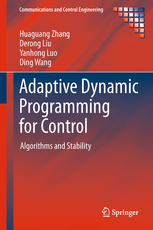 Communications and Control Engineering
Huaguang Zhang
Derong Liu
Yanhong Luo
Ding Wang
Adaptive Dynamic
Programming
for Control
Algorithms and Stability
Springer